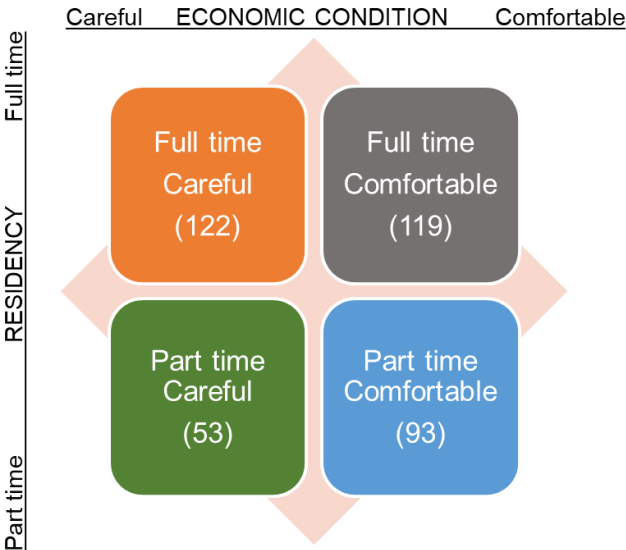 Careful ECONOMIC CONDITION Comfortable
Full time
RESIDENCY
Part time
Full time
Careful
(122)
Full time
Comfortable
(119)
Part time
Careful
(53)
Part time
Comfortable
(93)